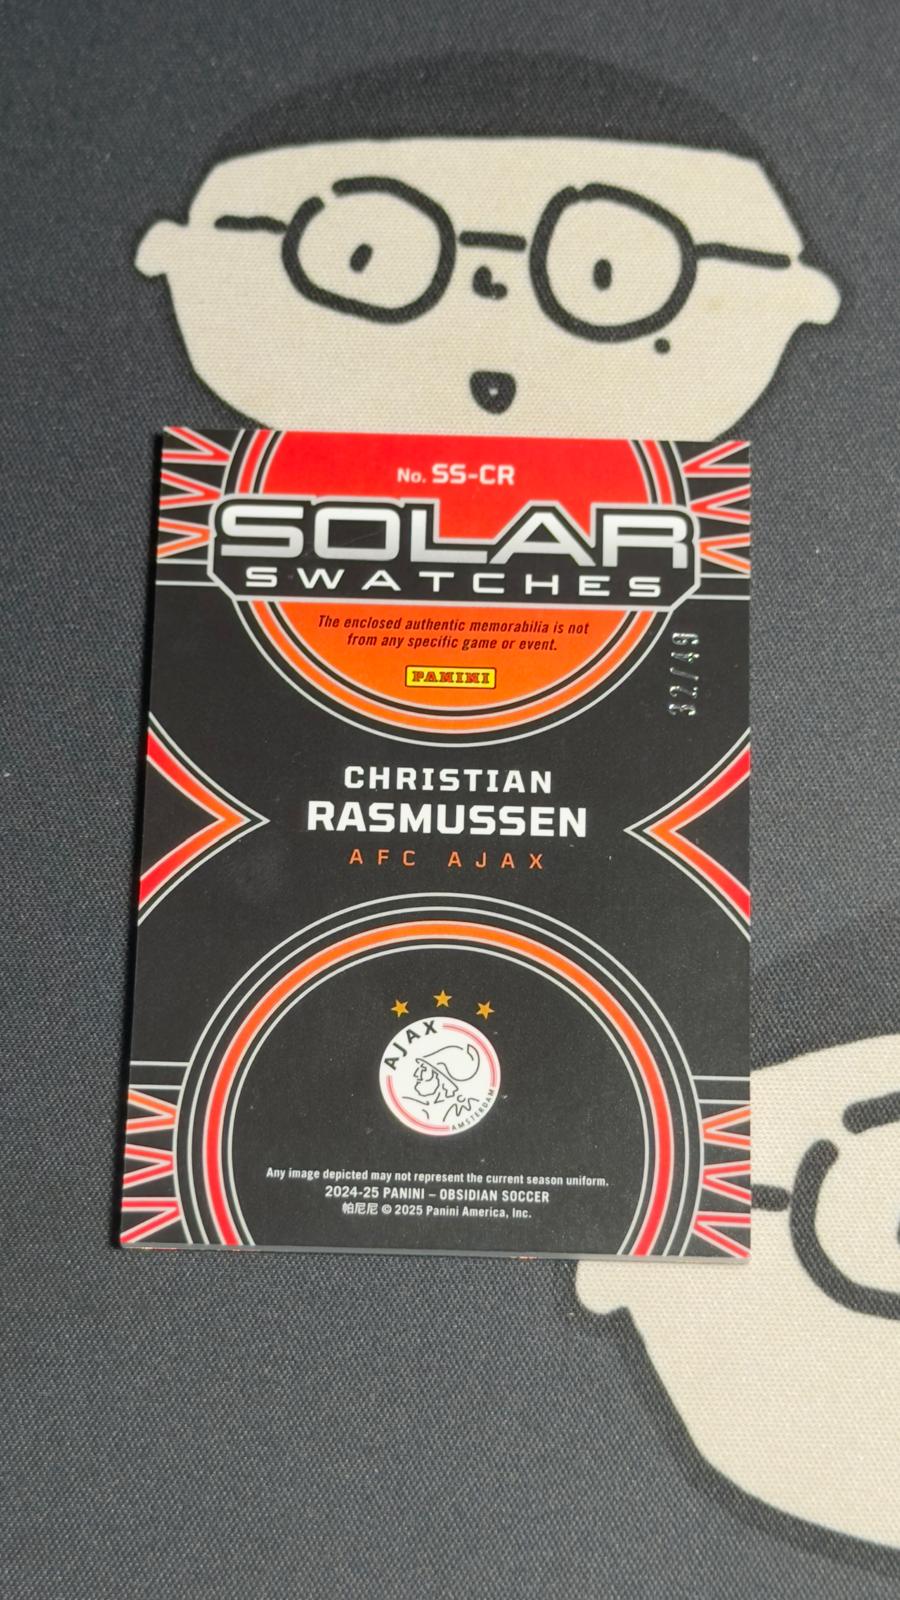 No. SS-CR
SOLAR
SWATCHES
The enclosed authentic memorabilia is not
from any specific game or event.
PANINI
32/49
CHRISTIAN
RASMUSSEN
AFC AJAX
AJAX
AMSTERDAM
Any image depicted may not represent the current season uniform.
2024-25 PANINI – OBSIDIAN SOCCER
帕尼尼 © 2025 Panini America, Inc.